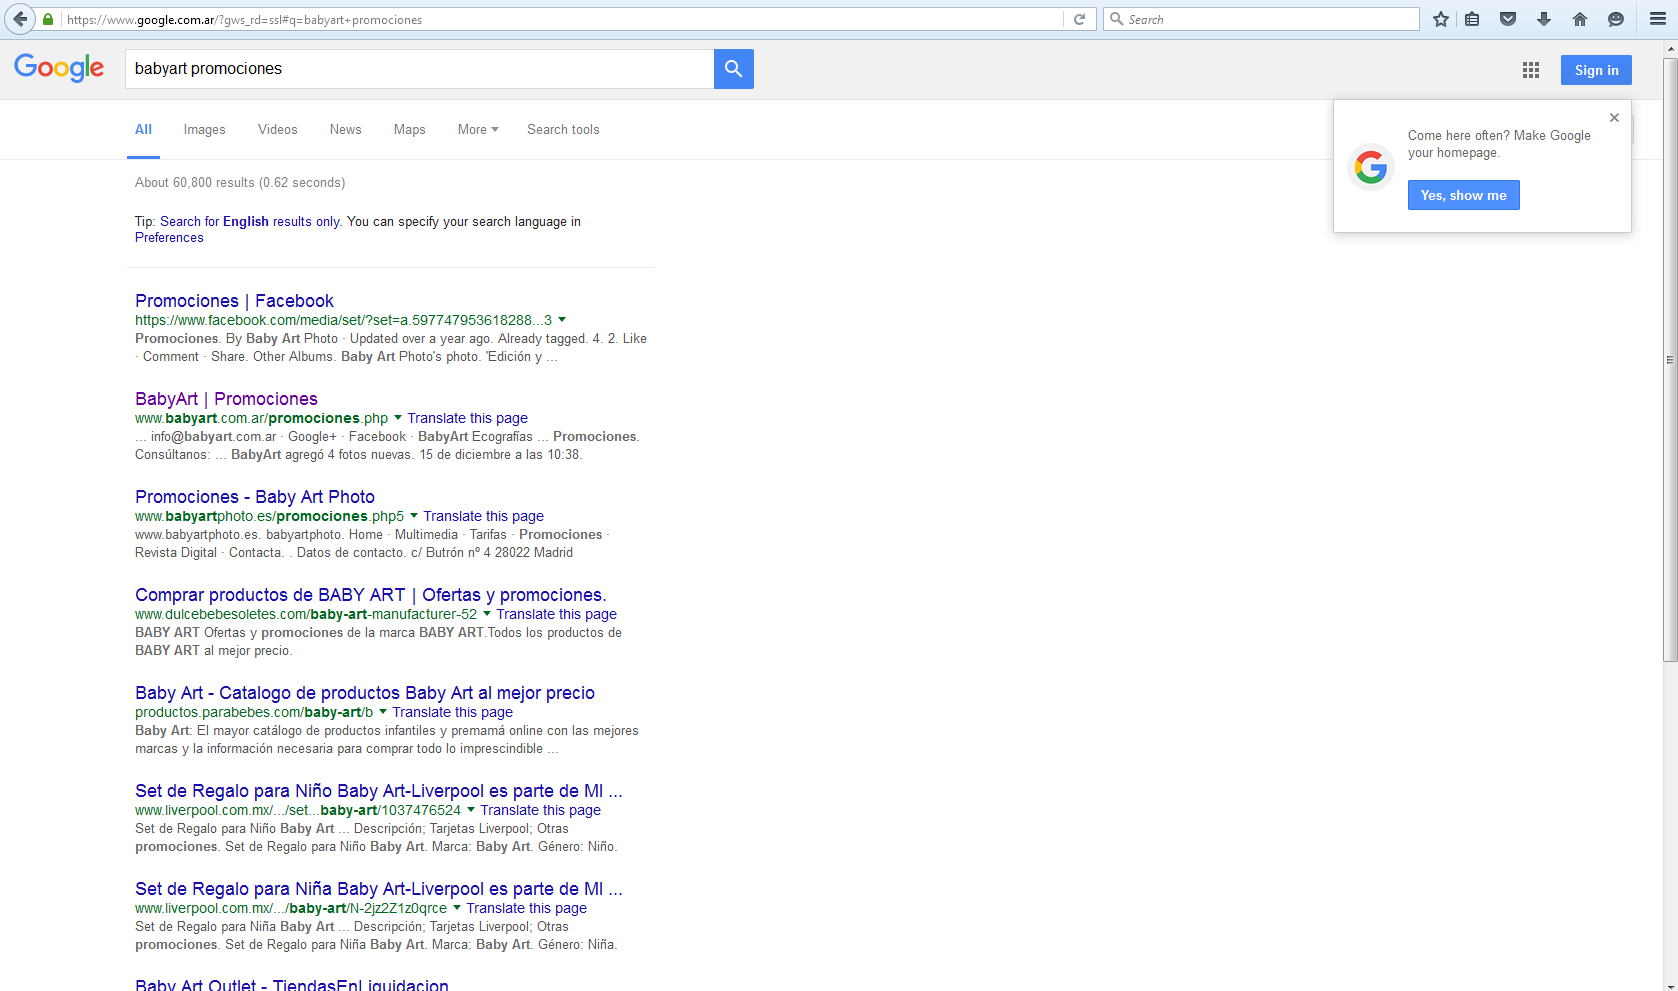 https://www.google.com.ar/?gws_rd=ssl#q=babyart+promociones
Search
Google
babyart promociones
Sign in
All Images Videos News Maps More Search tools
Come here often? Make Google
your homepage.
Yes, show me
About 60,800 results (0.62 seconds)
Tip: Search for English results only. You can specify your search language in
Preferences
Promociones | Facebook
https://www.facebook.com/media/set/?set=a.597747953618288...3
Promociones. By Baby Art Photo · Updated over a year ago. Already tagged. 4. 2. Like
· Comment · Share. Other Albums. Baby Art Photo's photo. 'Edición y ...
BabyArt | Promociones
www.babyart.com.ar/promociones.php Translate this page
... info@babyart.com.ar · Google+ · Facebook · BabyArt Ecografías ... Promociones.
Consúltanos: ... BabyArt agregó 4 fotos nuevas. 15 de diciembre a las 10:38.
Promociones - Baby Art Photo
www.babyartphoto.es/promociones.php5 Translate this page
www.babyartphoto.es. babyartphoto. Home · Multimedia · Tarifas · Promociones ·
Revista Digital · Contacta. . Datos de contacto. c/ Butrón nº 4 28022 Madrid
Comprar productos de BABY ART | Ofertas y promociones.
www.dulcebebesoletes.com/baby-art-manufacturer-52 Translate this page
BABY ART Ofertas y promociones de la marca BABY ART.Todos los productos de
BABY ART al mejor precio.
Baby Art - Catalogo de productos Baby Art al mejor precio
productos.parabebes.com/baby-art/b Translate this page
Baby Art: El mayor catálogo de productos infantiles y premamá online con las mejores
marcas y la información necesaria para comprar todo lo imprescindible ...
Set de Regalo para Niño Baby Art-Liverpool es parte de MI ...
www.liverpool.com.mx/.../set...baby-art/1037476524 Translate this page
Set de Regalo para Niño Baby Art ... Descripción; Tarjetas Liverpool; Otras
promociones. Set de Regalo para Niño Baby Art. Marca: Baby Art. Género: Niño.
Set de Regalo para Niña Baby Art-Liverpool es parte de MI ...
www.liverpool.com.mx/.../baby-art/N-2jz2Z1z0qrce Translate this page
Set de Regalo para Niña Baby Art ... Descripción; Tarjetas Liverpool; Otras
promociones. Set de Regalo para Niña Baby Art. Marca: Baby Art. Género: Niña.
Baby Art Outlet - TiendasEnLiquidacion